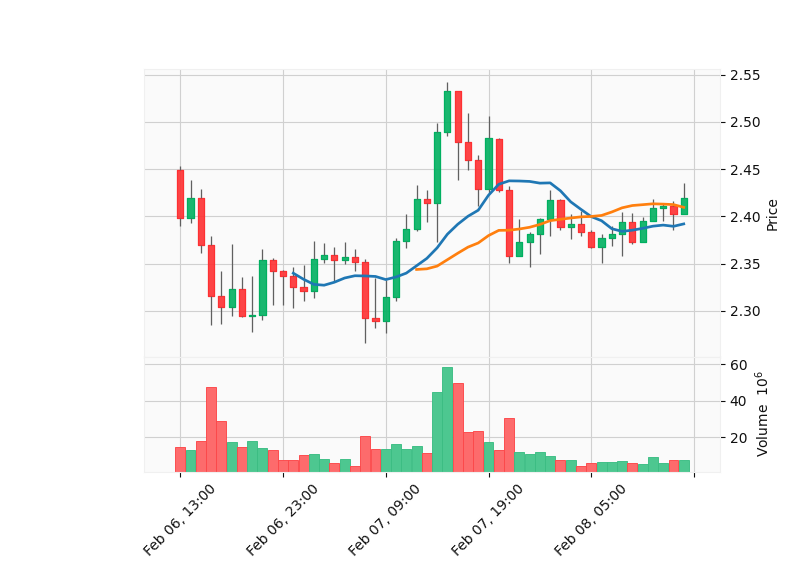 2.55
2.50
2.45
2.40
2.35
2.30
Price
60
40
20
Volume 10^6
Feb 06, 13:00
Feb 06, 23:00
Feb 07, 09:00
Feb 07, 19:00
Feb 08, 05:00